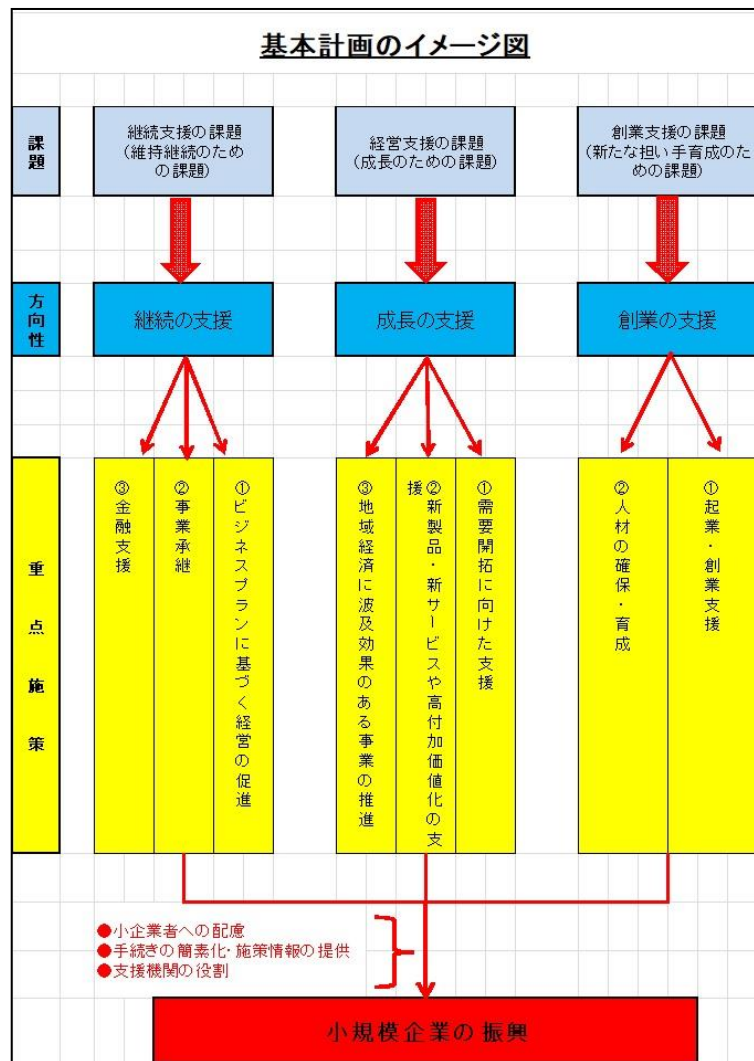 基本計画のイメージ図
課題
継続支援の課題
(維持継続のため
の課題)
経営支援の課題
(成長のための課題)
創業支援の課題
(新たな担い手育成のた
めの課題)
方向性
継続の支援
成長の支援
創業の支援
重点施策
①ビジネスプランに基づく経営の促進
②事業承継
③金融支援
①需要開拓に向けた支援
②新製品・新サービスや高付加価値化の支
援
③地域経済に波及効果のある事業の推進
①起業・創業支援
②人材の確保・育成
●小企業者への配慮
●手続きの簡素化・施策情報の提供
●支援機関の役割
小規模企業の振興